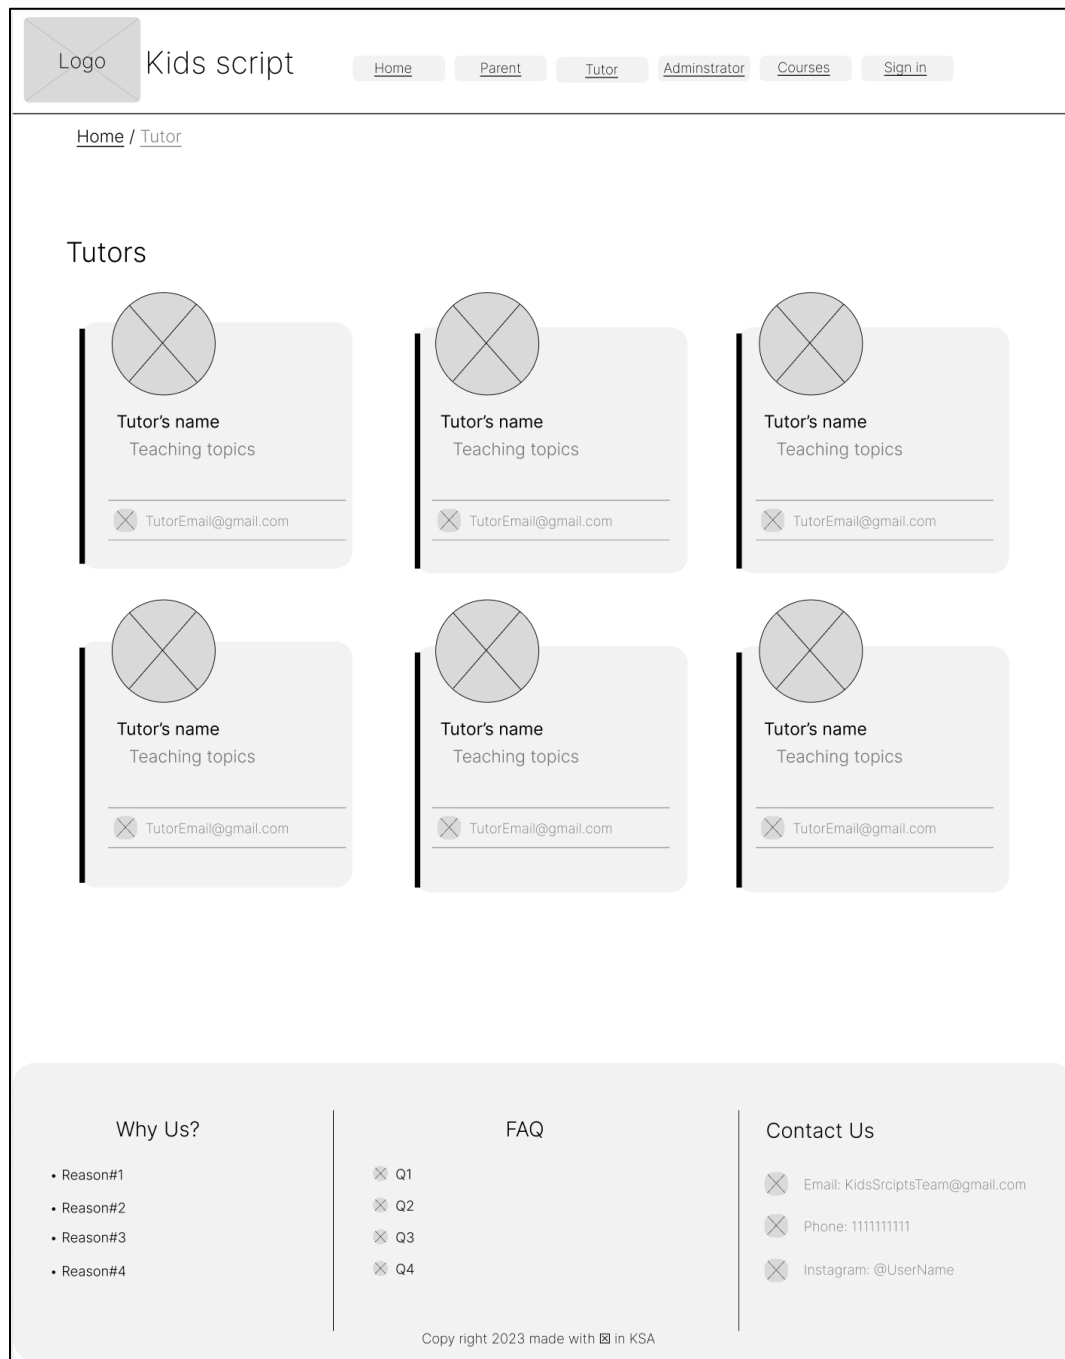 Logo Kids script Home Parent Tutor Adminstrator Courses Sign in
Home / Tutor
Tutors
Tutor’s name Tutor’s name Tutor’s name
Teaching topics Teaching topics Teaching topics
TutorEmail@gmail.com TutorEmail@gmail.com TutorEmail@gmail.com
Tutor’s name Tutor’s name Tutor’s name
Teaching topics Teaching topics Teaching topics
TutorEmail@gmail.com TutorEmail@gmail.com TutorEmail@gmail.com
Why Us?
• Reason#1
• Reason#2
• Reason#3
• Reason#4
FAQ
Q1
Q2
Q3
Q4
Contact Us
Email: KidsSrciptsTeam@gmail.com
Phone: 1111111111
Instagram: @UserName
Copy right 2023 made with ☒ in KSA